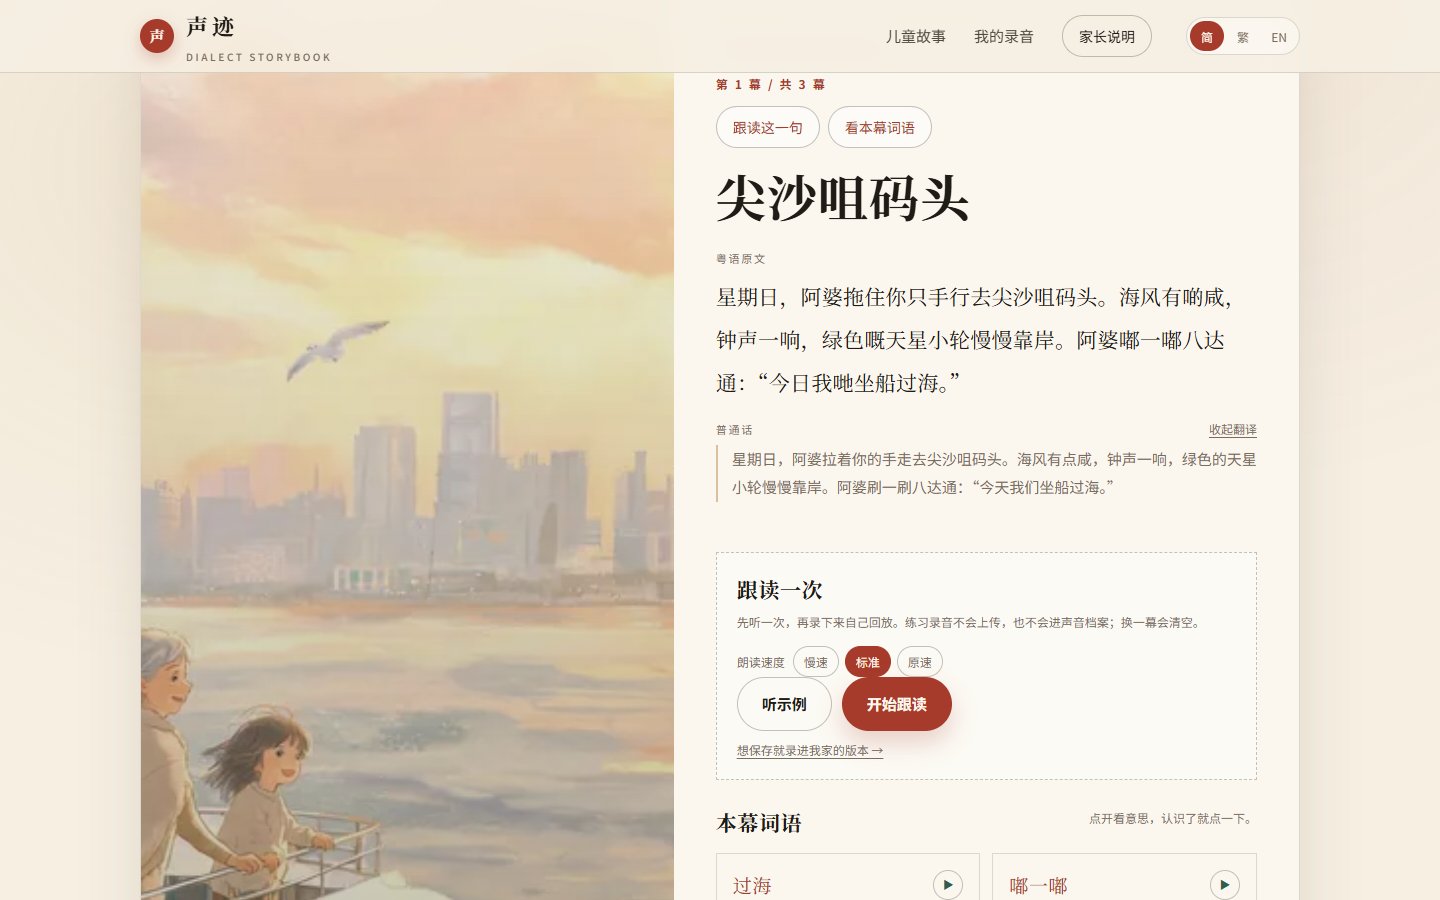 声
声迹
DIALECT STORYBOOK
儿童故事
我的录音
家长说明
简
繁
EN
第 1 幕 / 共 3 幕
跟读这一句
看本幕词语
尖沙咀码头
粤语原文
星期日，阿婆拖住你只手行去尖沙咀码头。海风有啲咸，
钟声一响，绿色嘅天星小轮慢慢靠岸。阿婆嘟一嘟八达
通：“今日我哋坐船过海。”
普通话
收起翻译
星期日，阿婆拉着你的手走去尖沙咀码头。海风有点咸，钟声一响，绿色的天星
小轮慢慢靠岸。阿婆刷一刷八达通：“今天我们坐船过海。”
跟读一次
先听一次，再录下来自己回放。练习录音不会上传，也不会进声音档案；换一幕会清空。
朗读速度
慢速
标准
原速
听示例
开始跟读
想保存就录进我家的版本 →
本幕词语
点开看意思，认识了就点一下。
过海
嘟一嘟